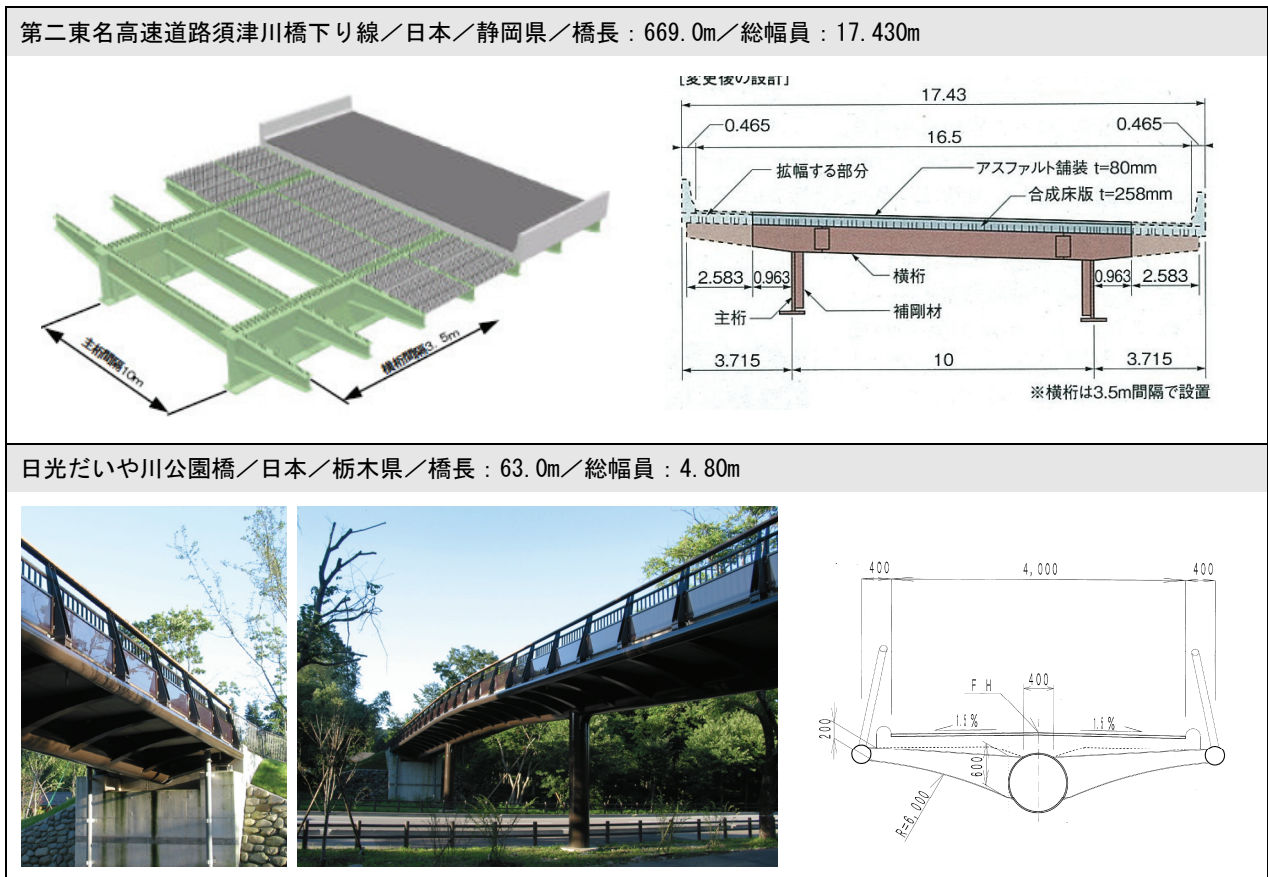 第二東名高速道路須津川橋下り線／日本／静岡県／橋長：669.0m／総幅員：17.430m
主桁間隔10m
横桁間隔3.5m
[変更後の設計]
17.43
0.465
16.5
0.465
拡幅する部分
アスファルト舗装 t=80mm
合成床版 t=258mm
2.583
0.963
横桁
0.963
2.583
主桁
補剛材
3.715
10
3.715
※横桁は3.5m間隔で設置
日光だいや川公園橋／日本／栃木県／橋長：63.0m／総幅員：4.80m
400
4,000
400
F H
400
1.5%
1.5%
200
600
R=6,000